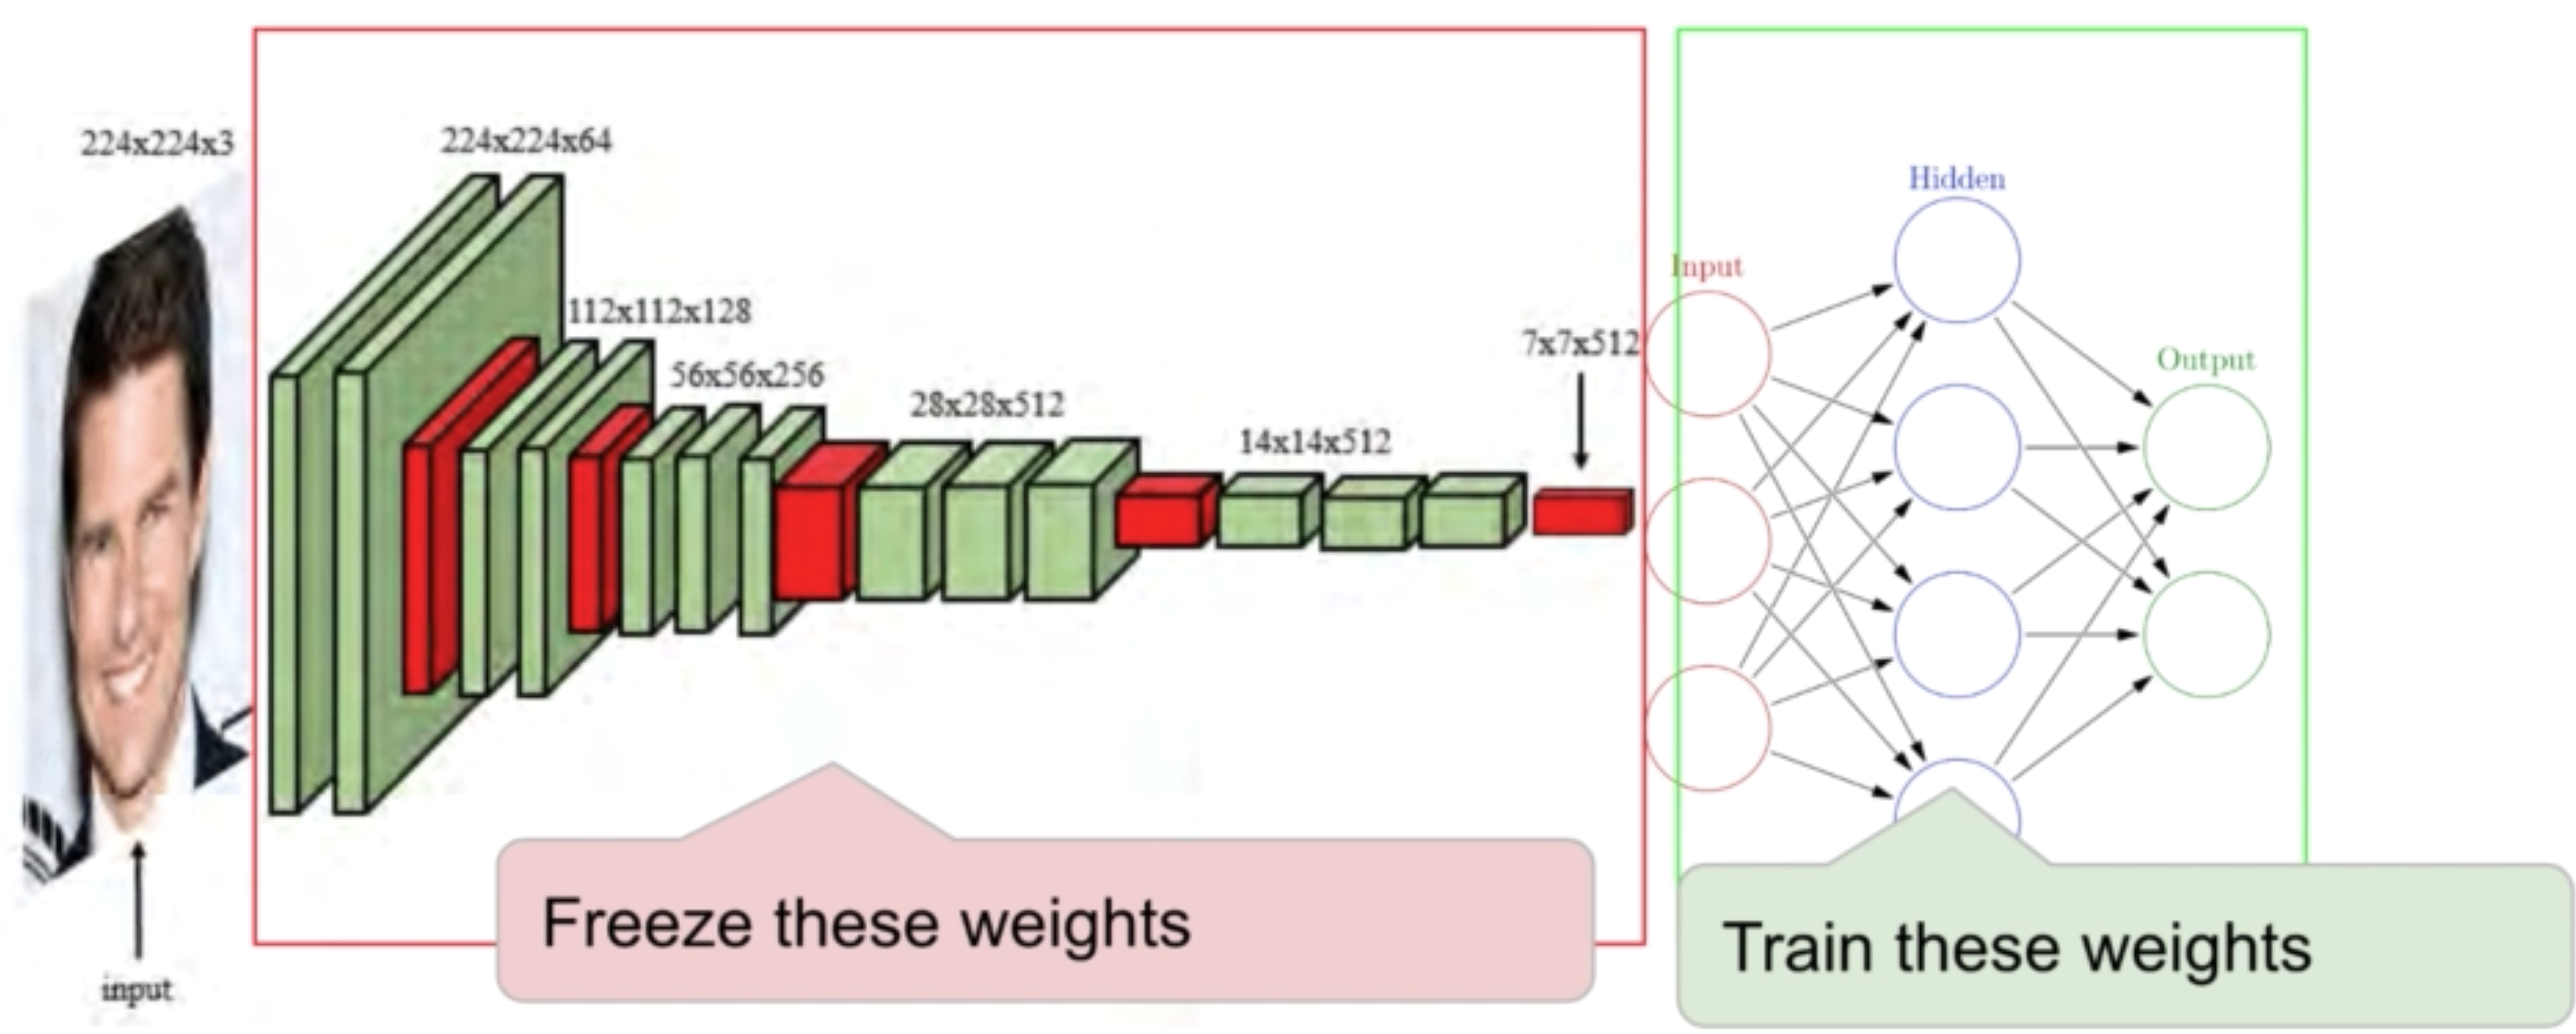 224x224x3
224x224x64
112x112x128
56x56x256
28x28x512
14x14x512
7x7x512
input
Freeze these weights
Input
Hidden
Output
Train these weights